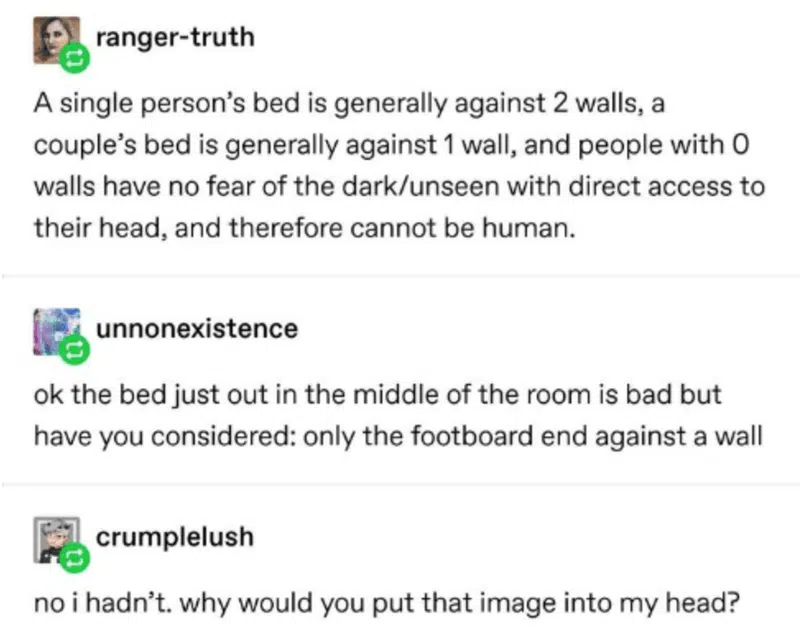 ranger-truth
A single person's bed is generally against 2 walls, a
couple's bed is generally against 1 wall, and people with 0
walls have no fear of the dark/unseen with direct access to
their head, and therefore cannot be human.
unnonexistence
ok the bed just out in the middle of the room is bad but
have you considered: only the footboard end against a wall
crumplelush
no i hadn't. why would you put that image into my head?